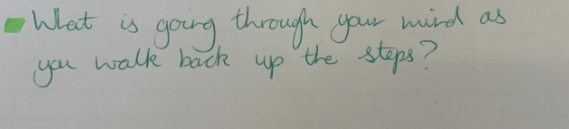 What is going through your mind as
you walk back up the steps?